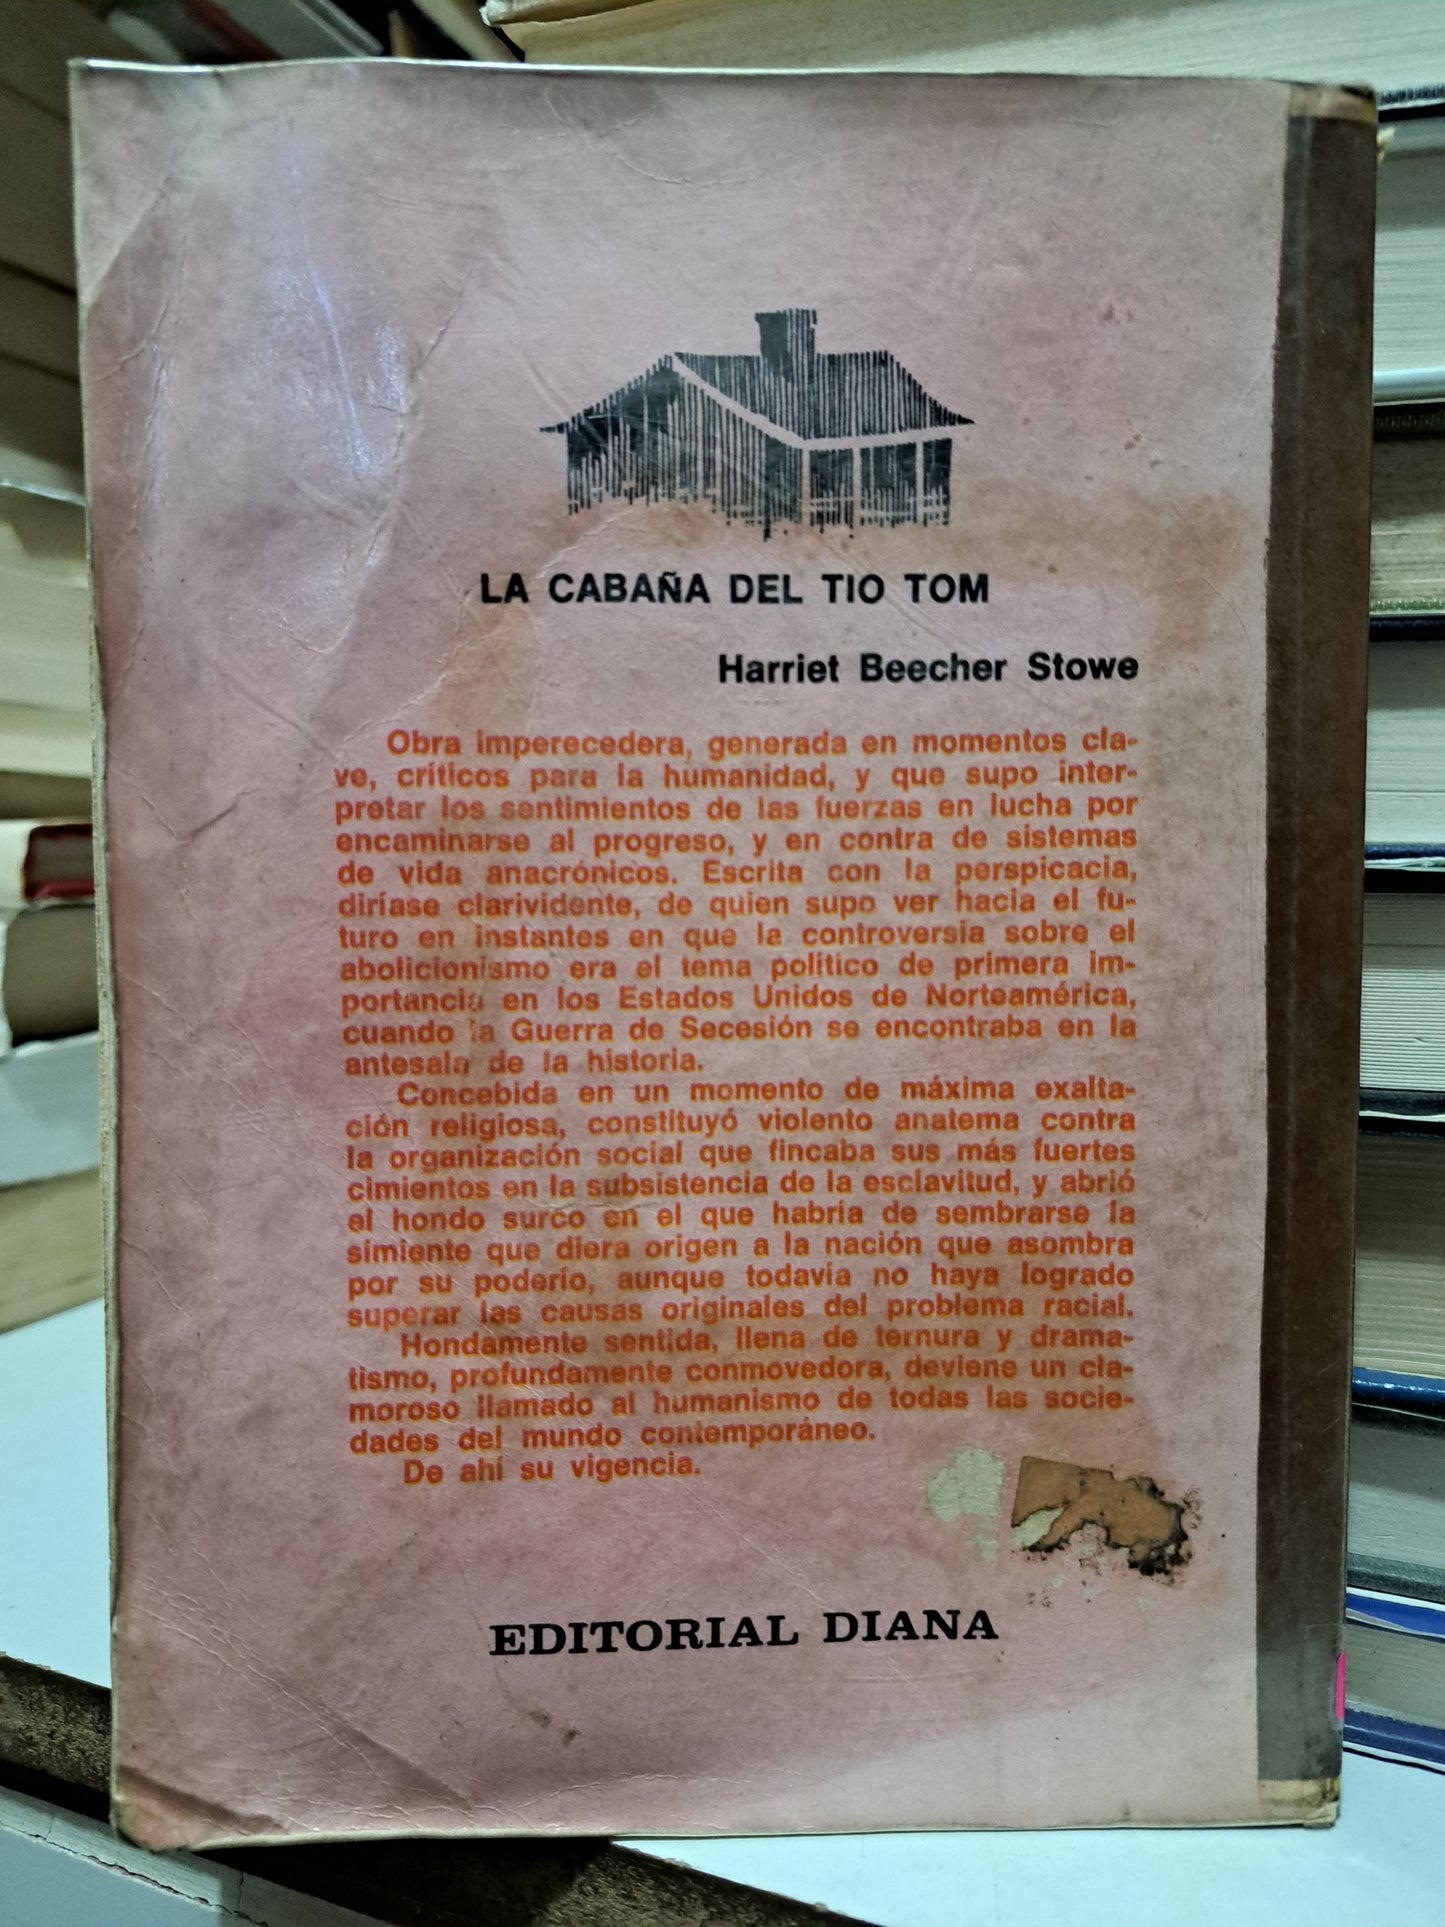 LA CABAÑA DEL TIO TOM
Harriet Beecher Stowe
Obra imperecedera, generada en momentos cla-
ve, críticos para la humanidad, y que supo inter-
pretar los sentimientos de las fuerzas en lucha por
encaminarse al progreso, y en contra de sistemas
de vida anacrónicos. Escrita con la perspicacia,
diríase clarividente, de quien supo ver hacia el fu-
turo en instantes en que la controversia sobre el
abolicionismo era el tema político de primera im-
portancia en los Estados Unidos de Norteamérica,
cuando la Guerra de Secesión se encontraba en la
antesala de la historia.
Concebida en un momento de máxima exalta-
ción religiosa, constituyó violento anatema contra
la organización social que fincaba sus más fuertes
cimientos en la subsistencia de la esclavitud, y abrió
el hondo surco en el que habría de sembrarse la
simiente que diera origen a la nación que asombra
por su poderío, aunque todavía no haya logrado
superar las causas originales del problema racial.
Hondamente sentida, llena de ternura y drama-
tismo, profundamente conmovedora, deviene un cla-
moroso llamado al humanismo de todas las socie-
dades del mundo contemporáneo.
De ahí su vigencia.
EDITORIAL DIANA